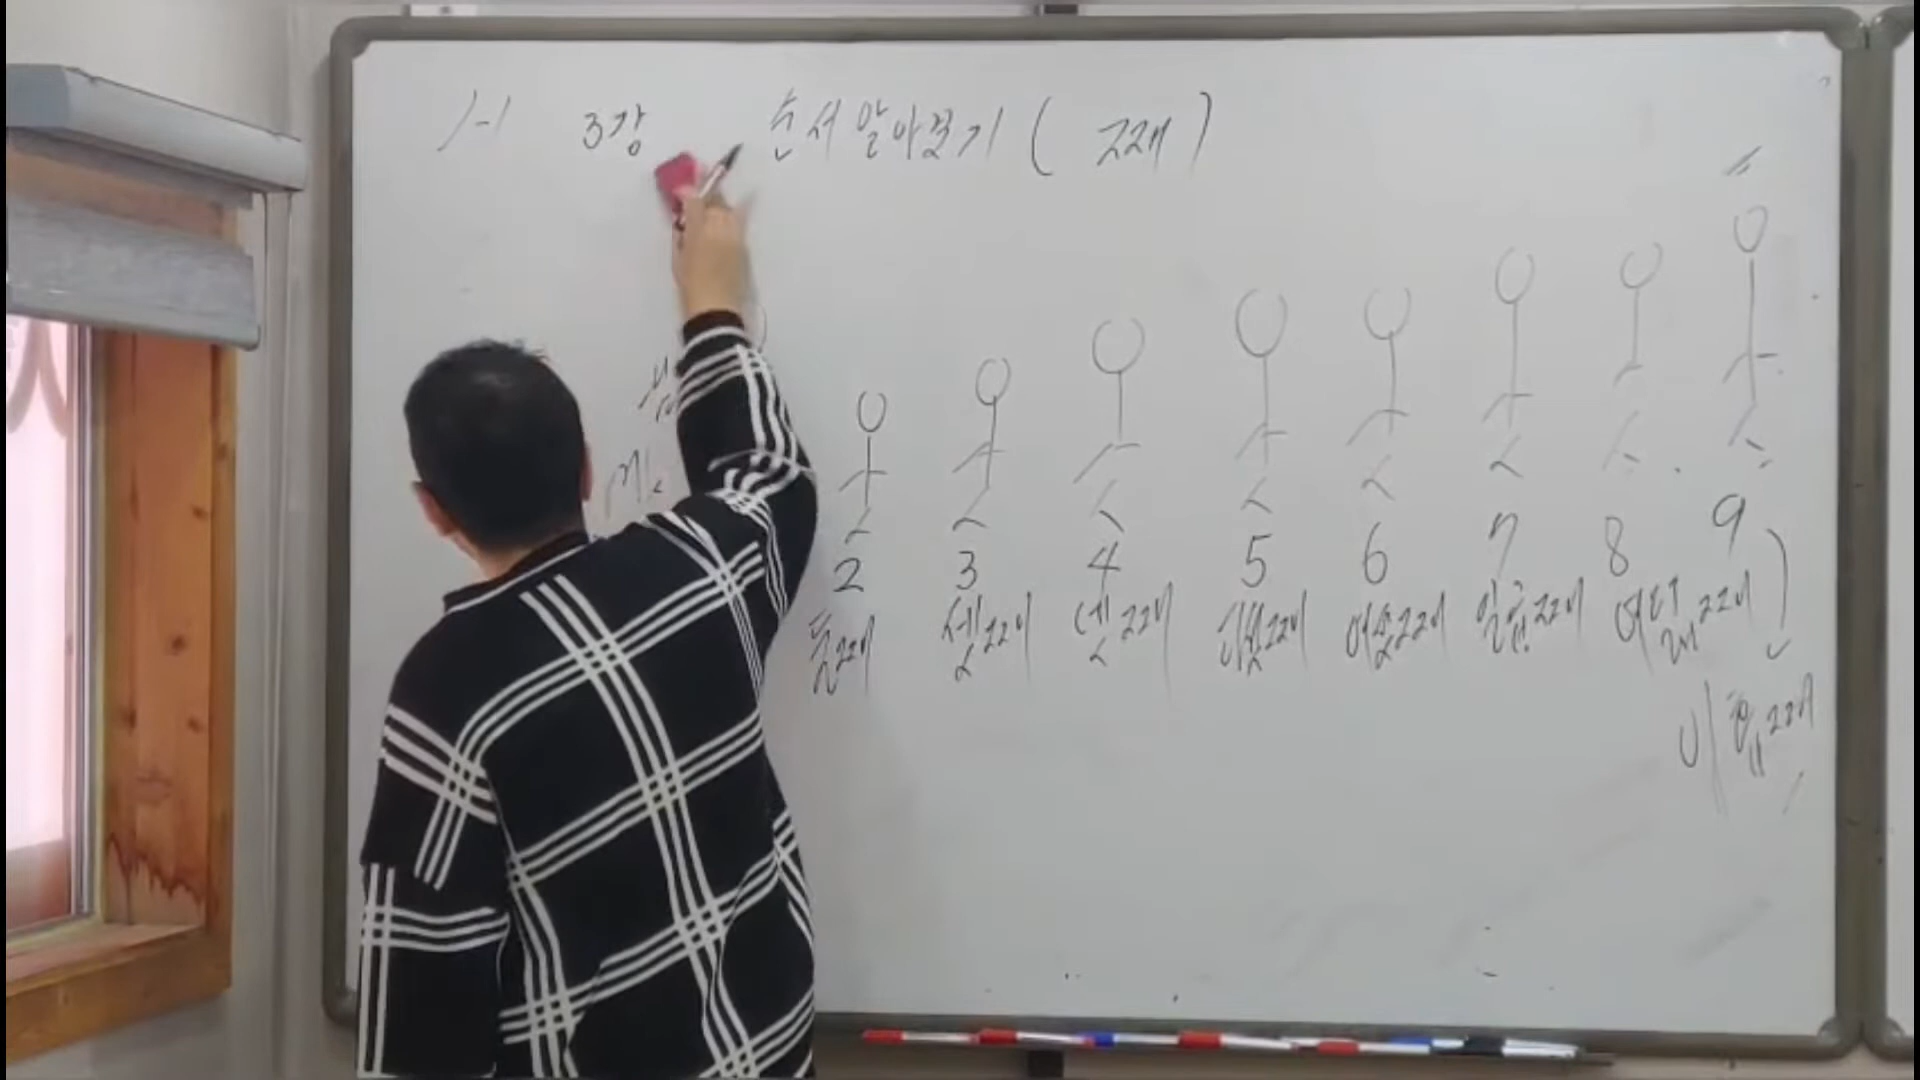 1-1 3강 순서 알아보기 ( 째 )
2 3 4 5 6 7 8 9
둘째 셋째 넷째 다섯째 여섯째 일곱째 여덟째
아홉째